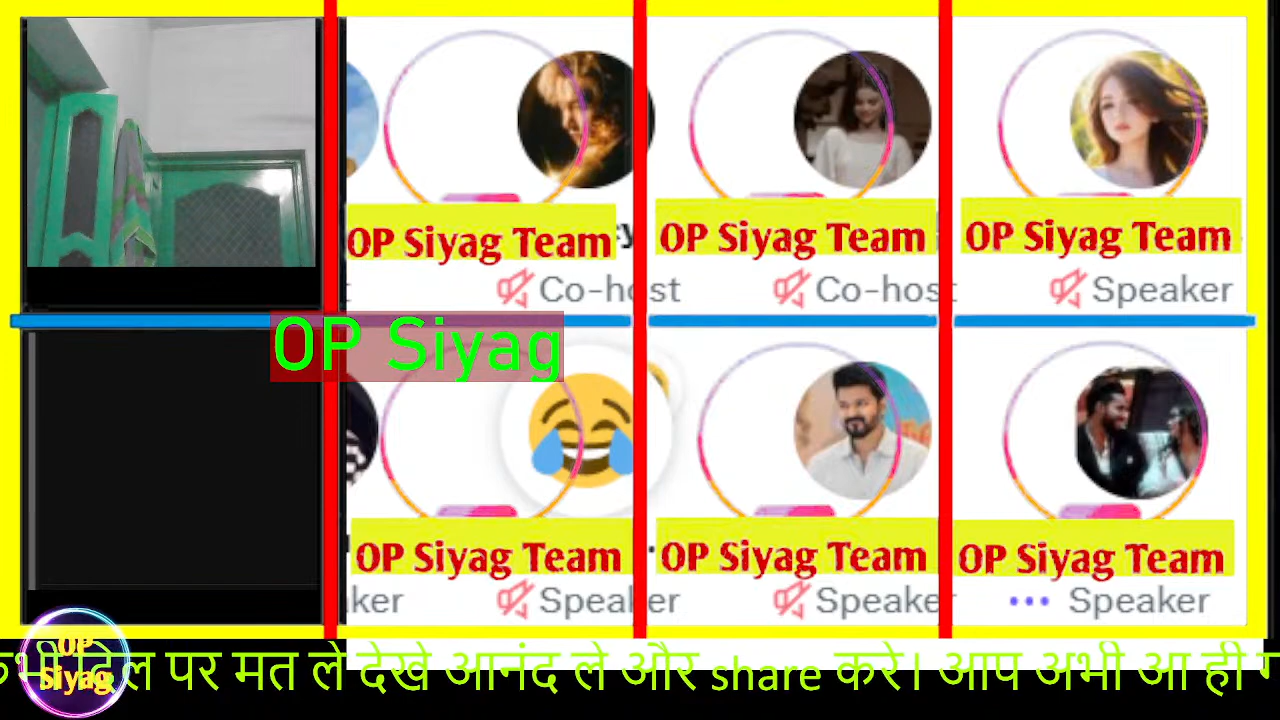 OP Siyag Team
OP Siyag Team
OP Siyag Team
Co-host
Co-host
Speaker
OP Siyag
OP Siyag Team
OP Siyag Team
OP Siyag Team
Speaker
Speaker
Speaker
OP
Siyag
दिल पर मत ले देखे आनंद ले और share करे। आप अभी आ ही